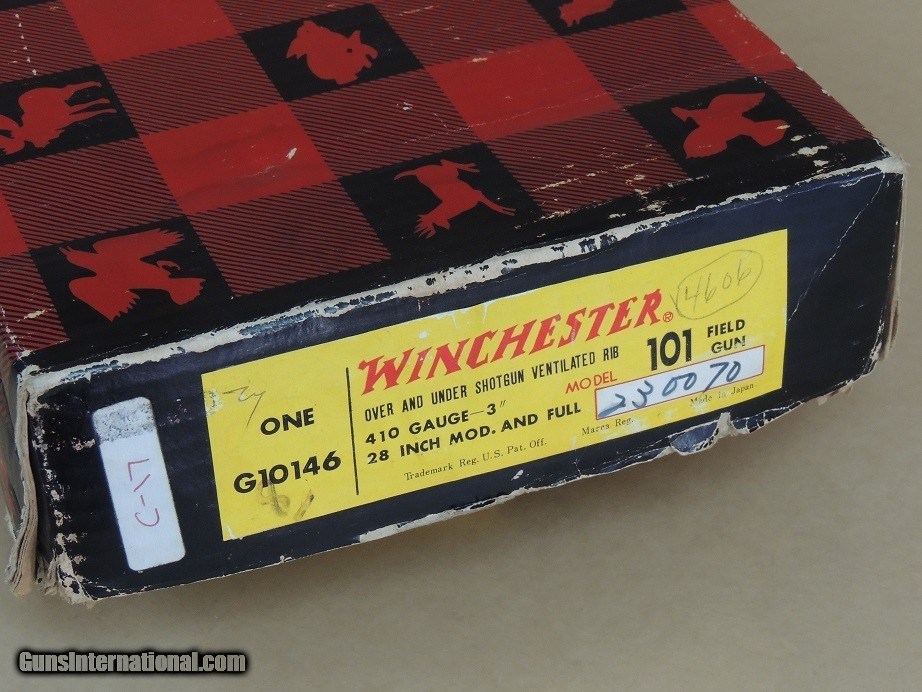 WINCHESTER®
4606
ONE
G10146
OVER AND UNDER SHOTGUN VENTILATED RIB
410 GAUGE—3"
28 INCH MOD. AND FULL
MODEL 101 FIELD GUN
230070
Trademark Reg. U.S. Pat. Off. Marca Reg. Made in Japan
C-17
GunsInternational.com